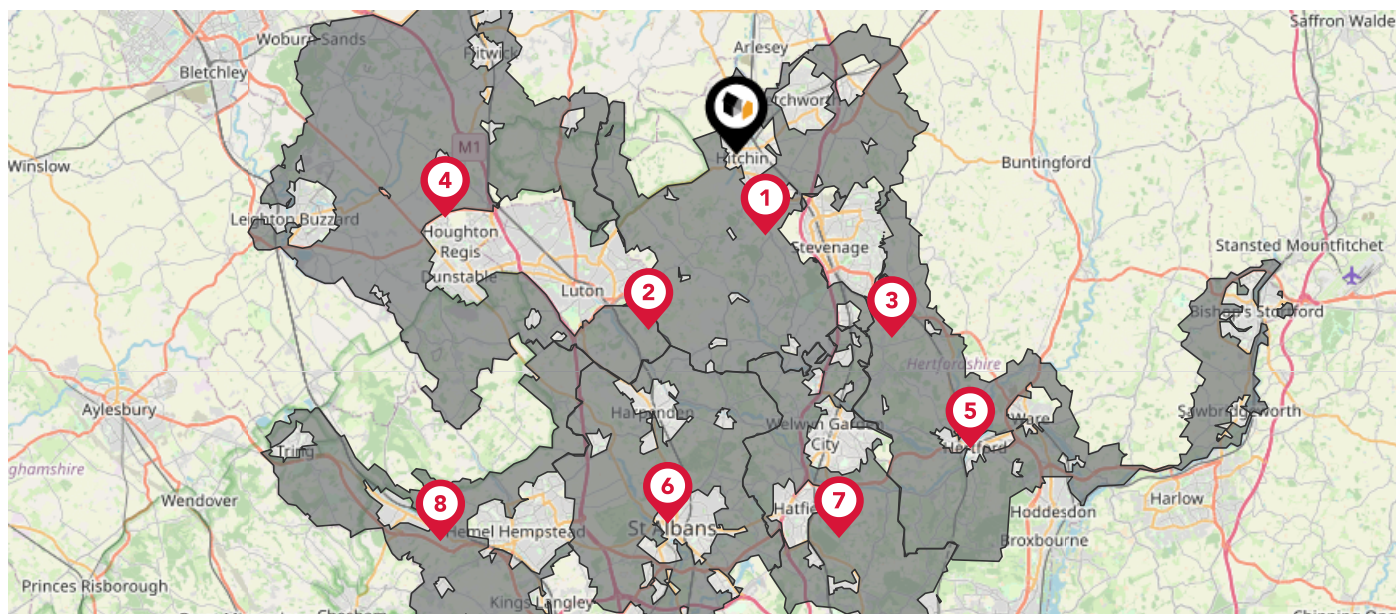 Saffron Walde
Woburn Sands
Arlesey
Flitwick
Bletchley
tchworth
M1
Hitchin
Winslow
Buntingford
4
1
Leighton Buzzard
Houghton
Regis
Stevenage
Stansted Mountfitchet
Dunstable
Luton
2
3
Bishop's Stortford
Hertfordshire
Aylesbury
Harpenden
5
Ware
Sawbridgeworth
Welwyn Garden
City
Tring
Hertford
ghamshire
Wendover
8
6
7
Harlow
Hatfie
Hoddesdon
Hemel Hempstead
St Albans
Broxbourne
Princes Risborough
Kings Langley